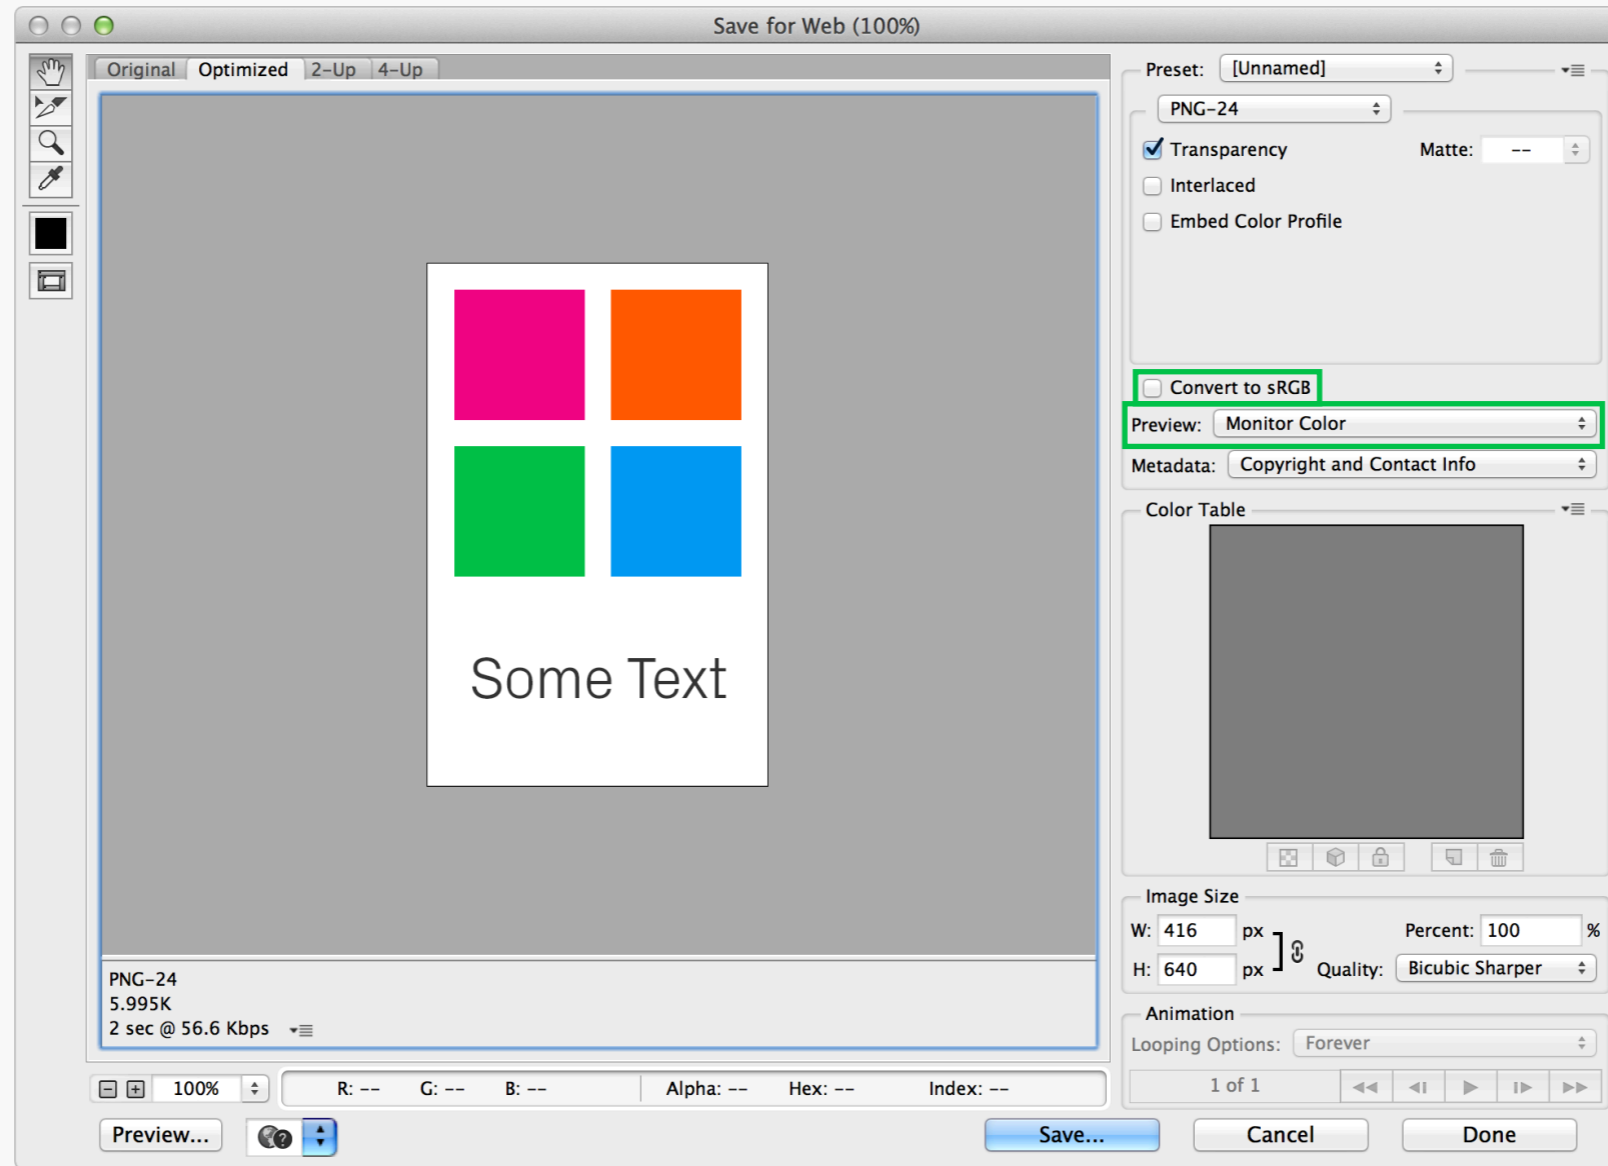 Save for Web (100%)
Original Optimized 2-Up 4-Up
Preset: [Unnamed]
PNG-24
Transparency Matte: --
Interlaced
Embed Color Profile
Convert to sRGB
Preview: Monitor Color
Metadata: Copyright and Contact Info
Color Table
Some Text
Image Size
W: 416 px Percent: 100 %
H: 640 px Quality: Bicubic Sharper
PNG-24
5.995K
2 sec @ 56.6 Kbps
Animation
Looping Options: Forever
1 of 1
100% R: -- G: -- B: -- Alpha: -- Hex: -- Index: --
Preview... Save... Cancel Done